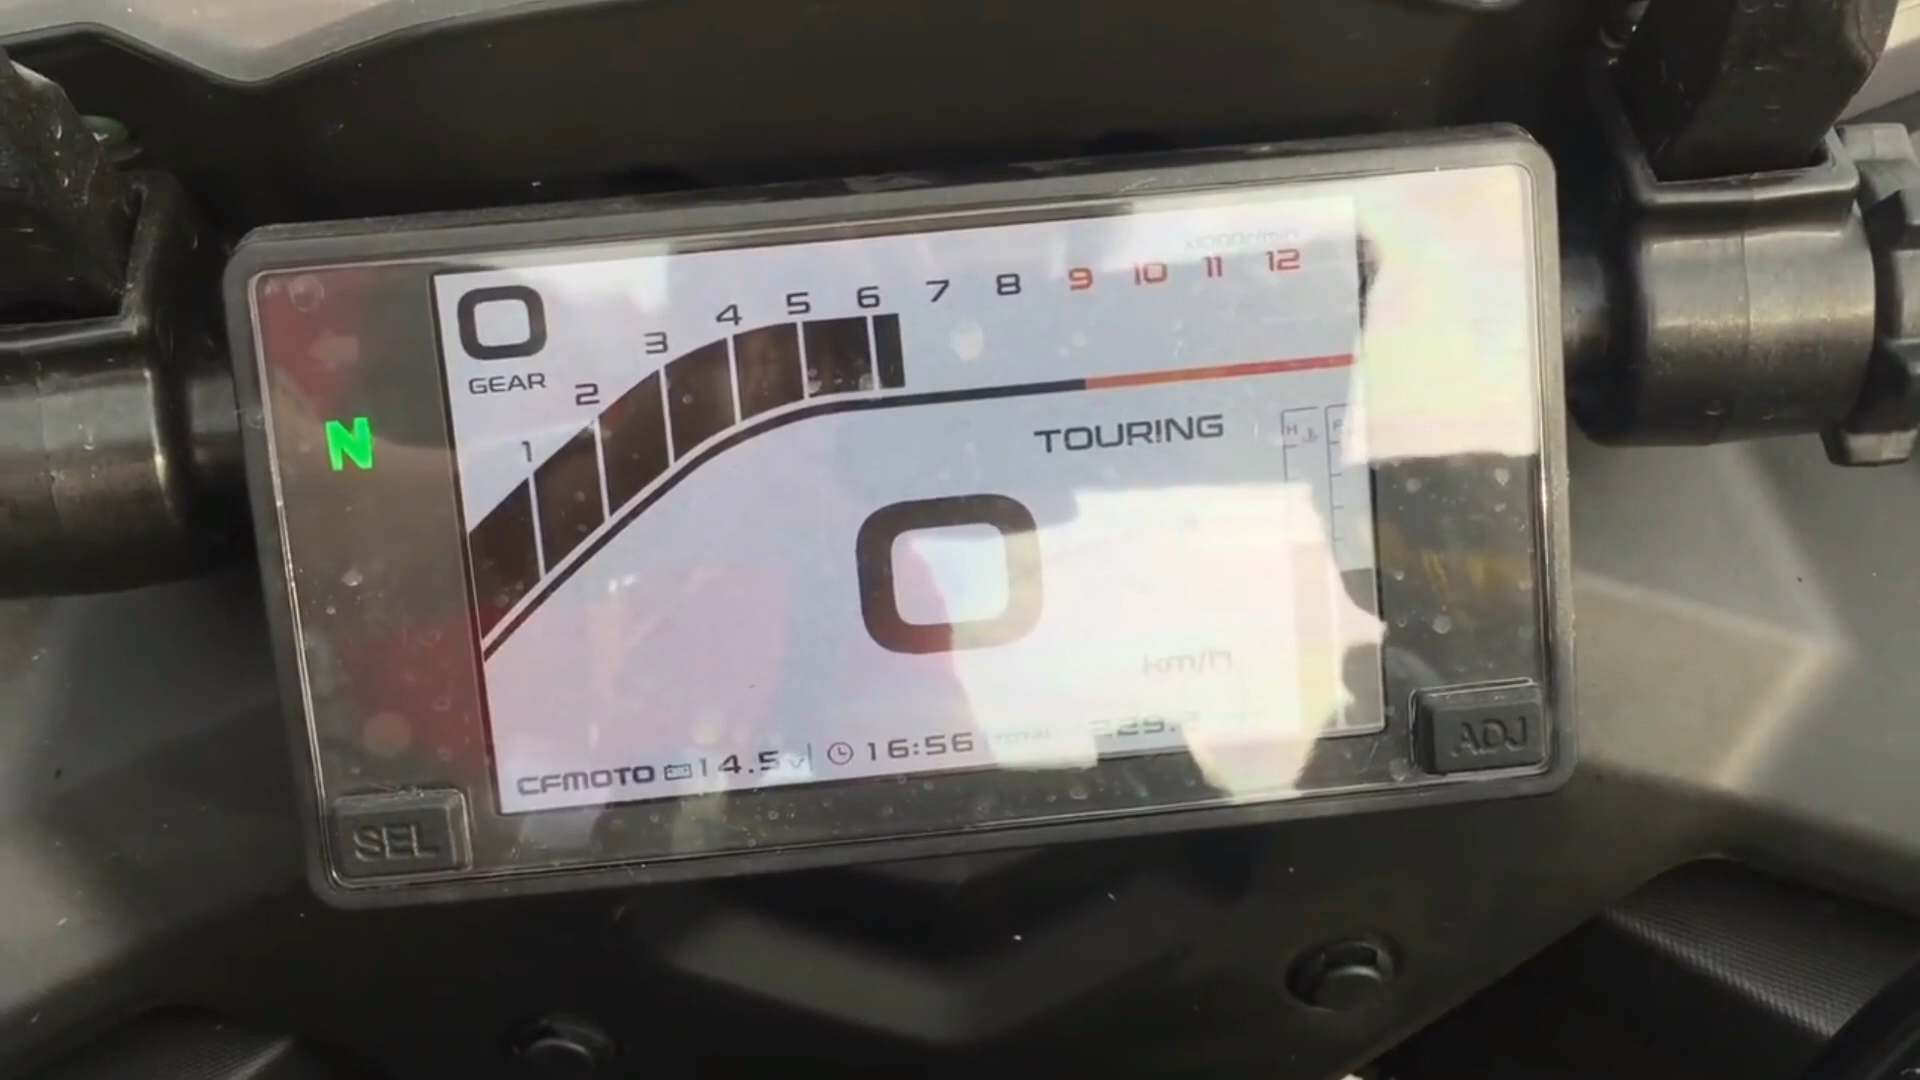 x1000r/min
0
GEAR
1 2 3 4 5 6 7 8 9 10 11 12
N
TOURING
H
0
km/h
CFMOTO 14.5V 16:56 TOTAL
SEL
ADJ